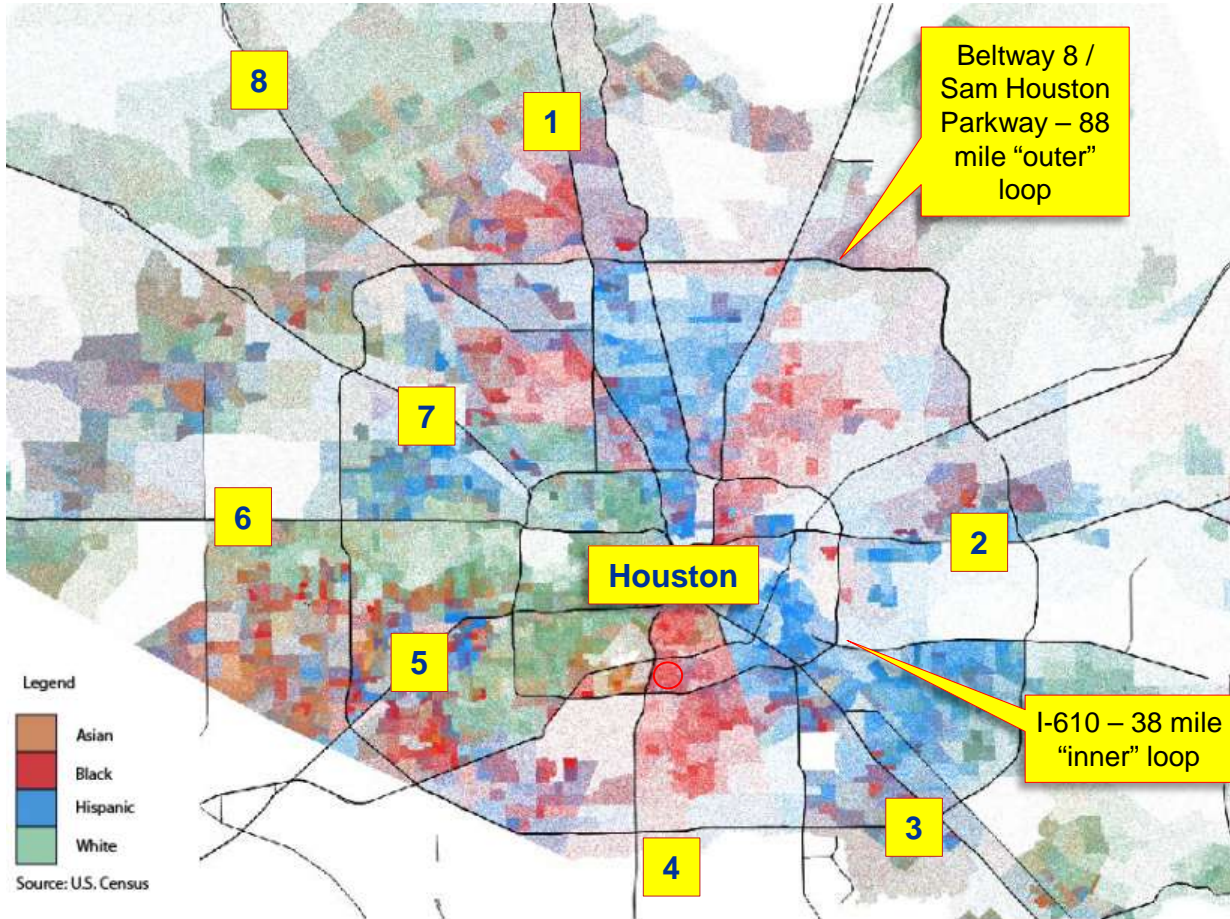 8
1
Beltway 8 /
Sam Houston
Parkway – 88
mile “outer”
loop
7
6
2
Houston
5
Legend
Asian
Black
Hispanic
White
Source: U.S. Census
I-610 – 38 mile
“inner” loop
3
4